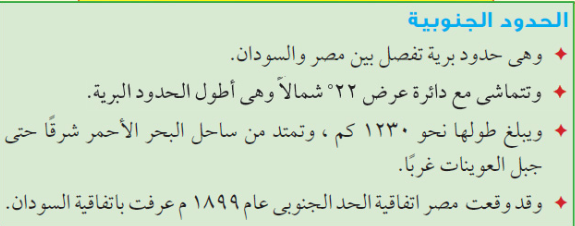 الحدود الجنوبية
✦ وهى حدود برية تفصل بين مصر والسودان.
✦ وتتماشى مع دائرة عرض ٢٢° شمالاً وهى أطول الحدود البرية.
✦ ويبلغ طولها نحو ١٢٣٠ كم ، وتمتد من ساحل البحر الأحمر شرقًا حتى
جبل العوينات غربًا.
✦ وقد وقعت مصر اتفاقية الحد الجنوبى عام ١٨٩٩ م عرفت باتفاقية السودان.